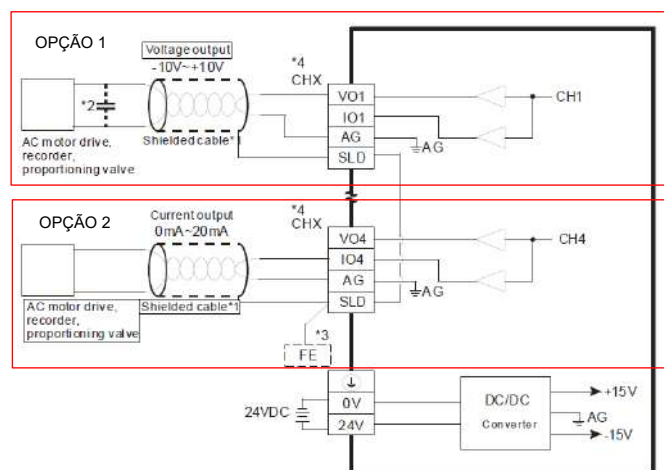 OPÇÃO 1
Voltage output
-10V~+10V
*4
CHX
*2
AC motor drive,
recorder,
proportioning valve
Shielded cable*1
VO1
IO1
AG
SLD
AG
CH1
OPÇÃO 2
Current output
0mA~20mA
*4
CHX
AC motor drive,
recorder,
proportioning valve
Shielded cable*1
VO4
IO4
AG
SLD
AG
CH4
*3
FE
24VDC
0V
24V
DC/DC
Converter
+15V
AG
-15V